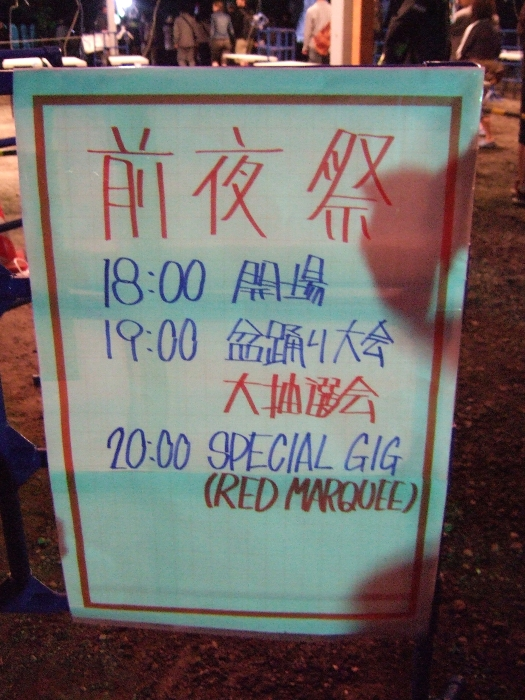 前夜祭
18:00 開場
19:00 盆踊り大会
大抽選会
20:00 SPECIAL GIG
(RED MARQUEE)